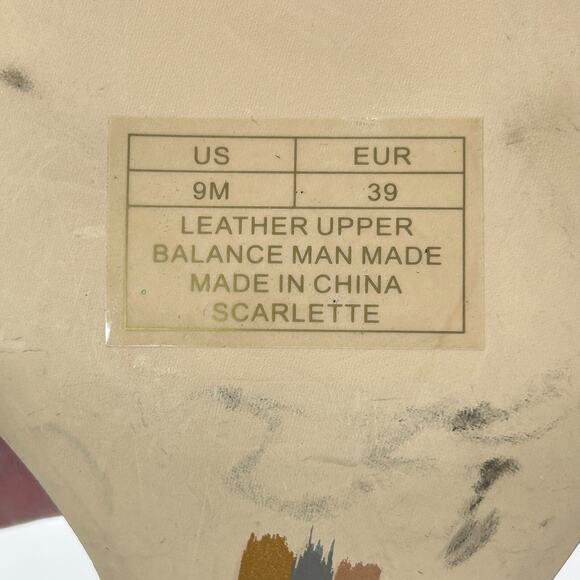 US EUR
9M 39
LEATHER UPPER
BALANCE MAN MADE
MADE IN CHINA
SCARLETTE